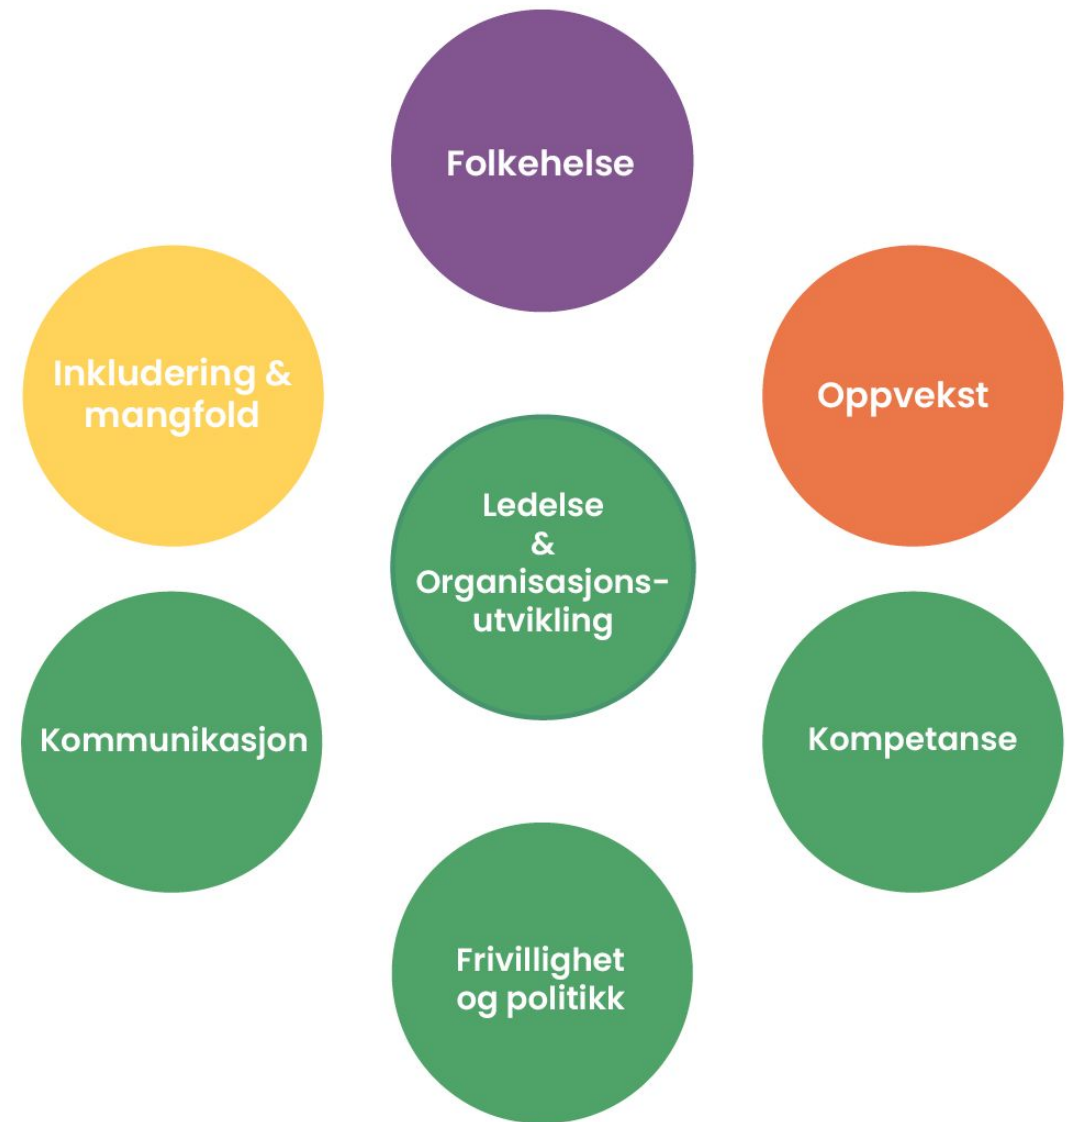 Folkehelse
Inkludering &
mangfold
Oppvekst
Ledelse
&
Organisasjons-
utvikling
Kommunikasjon
Kompetanse
Frivillighet
og politikk